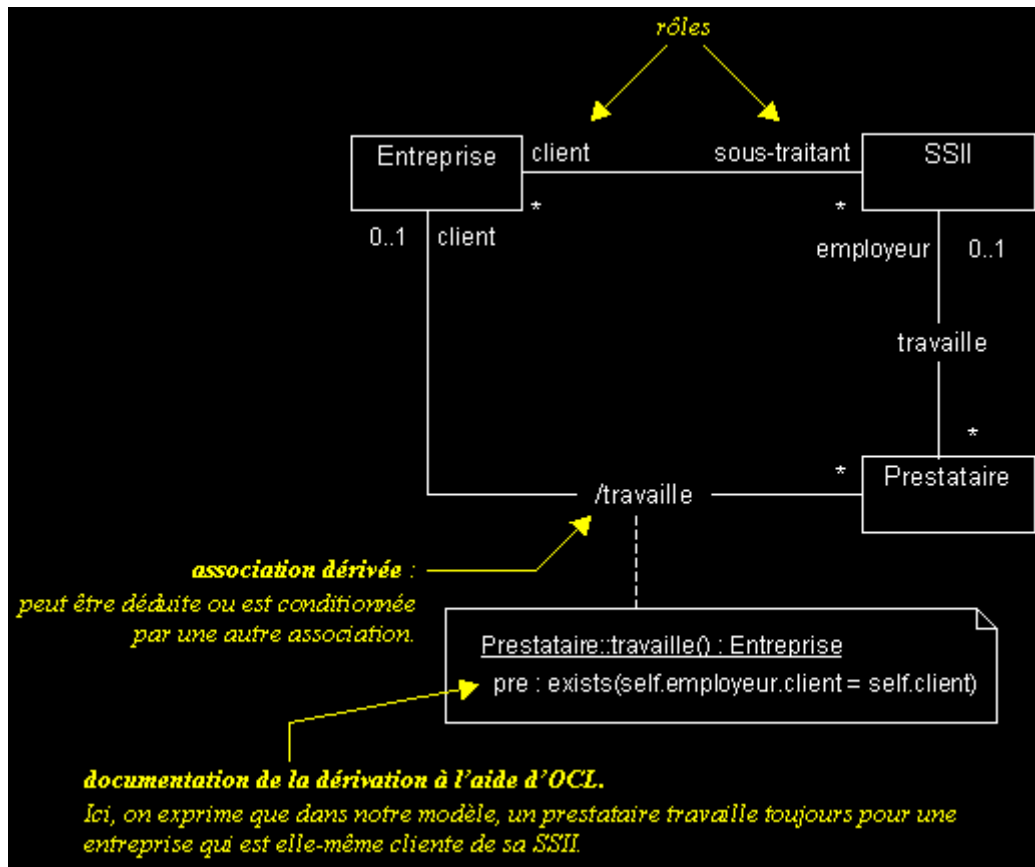 rôles
Entreprise
client
sous-traitant
SSII
*
*
0..1
client
employeur
0..1
travaille
*
*
Prestataire
/travaille
association dérivée :
peut être déduite ou est conditionnée
par une autre association.
Prestataire::travaille() : Entreprise
pre : exists(self.employeur.client = self.client)
documentation de la dérivation à l'aide d'OCL.
Ici, on exprime que dans notre modèle, un prestataire travaille toujours pour une
entreprise qui est elle-même cliente de sa SSII.